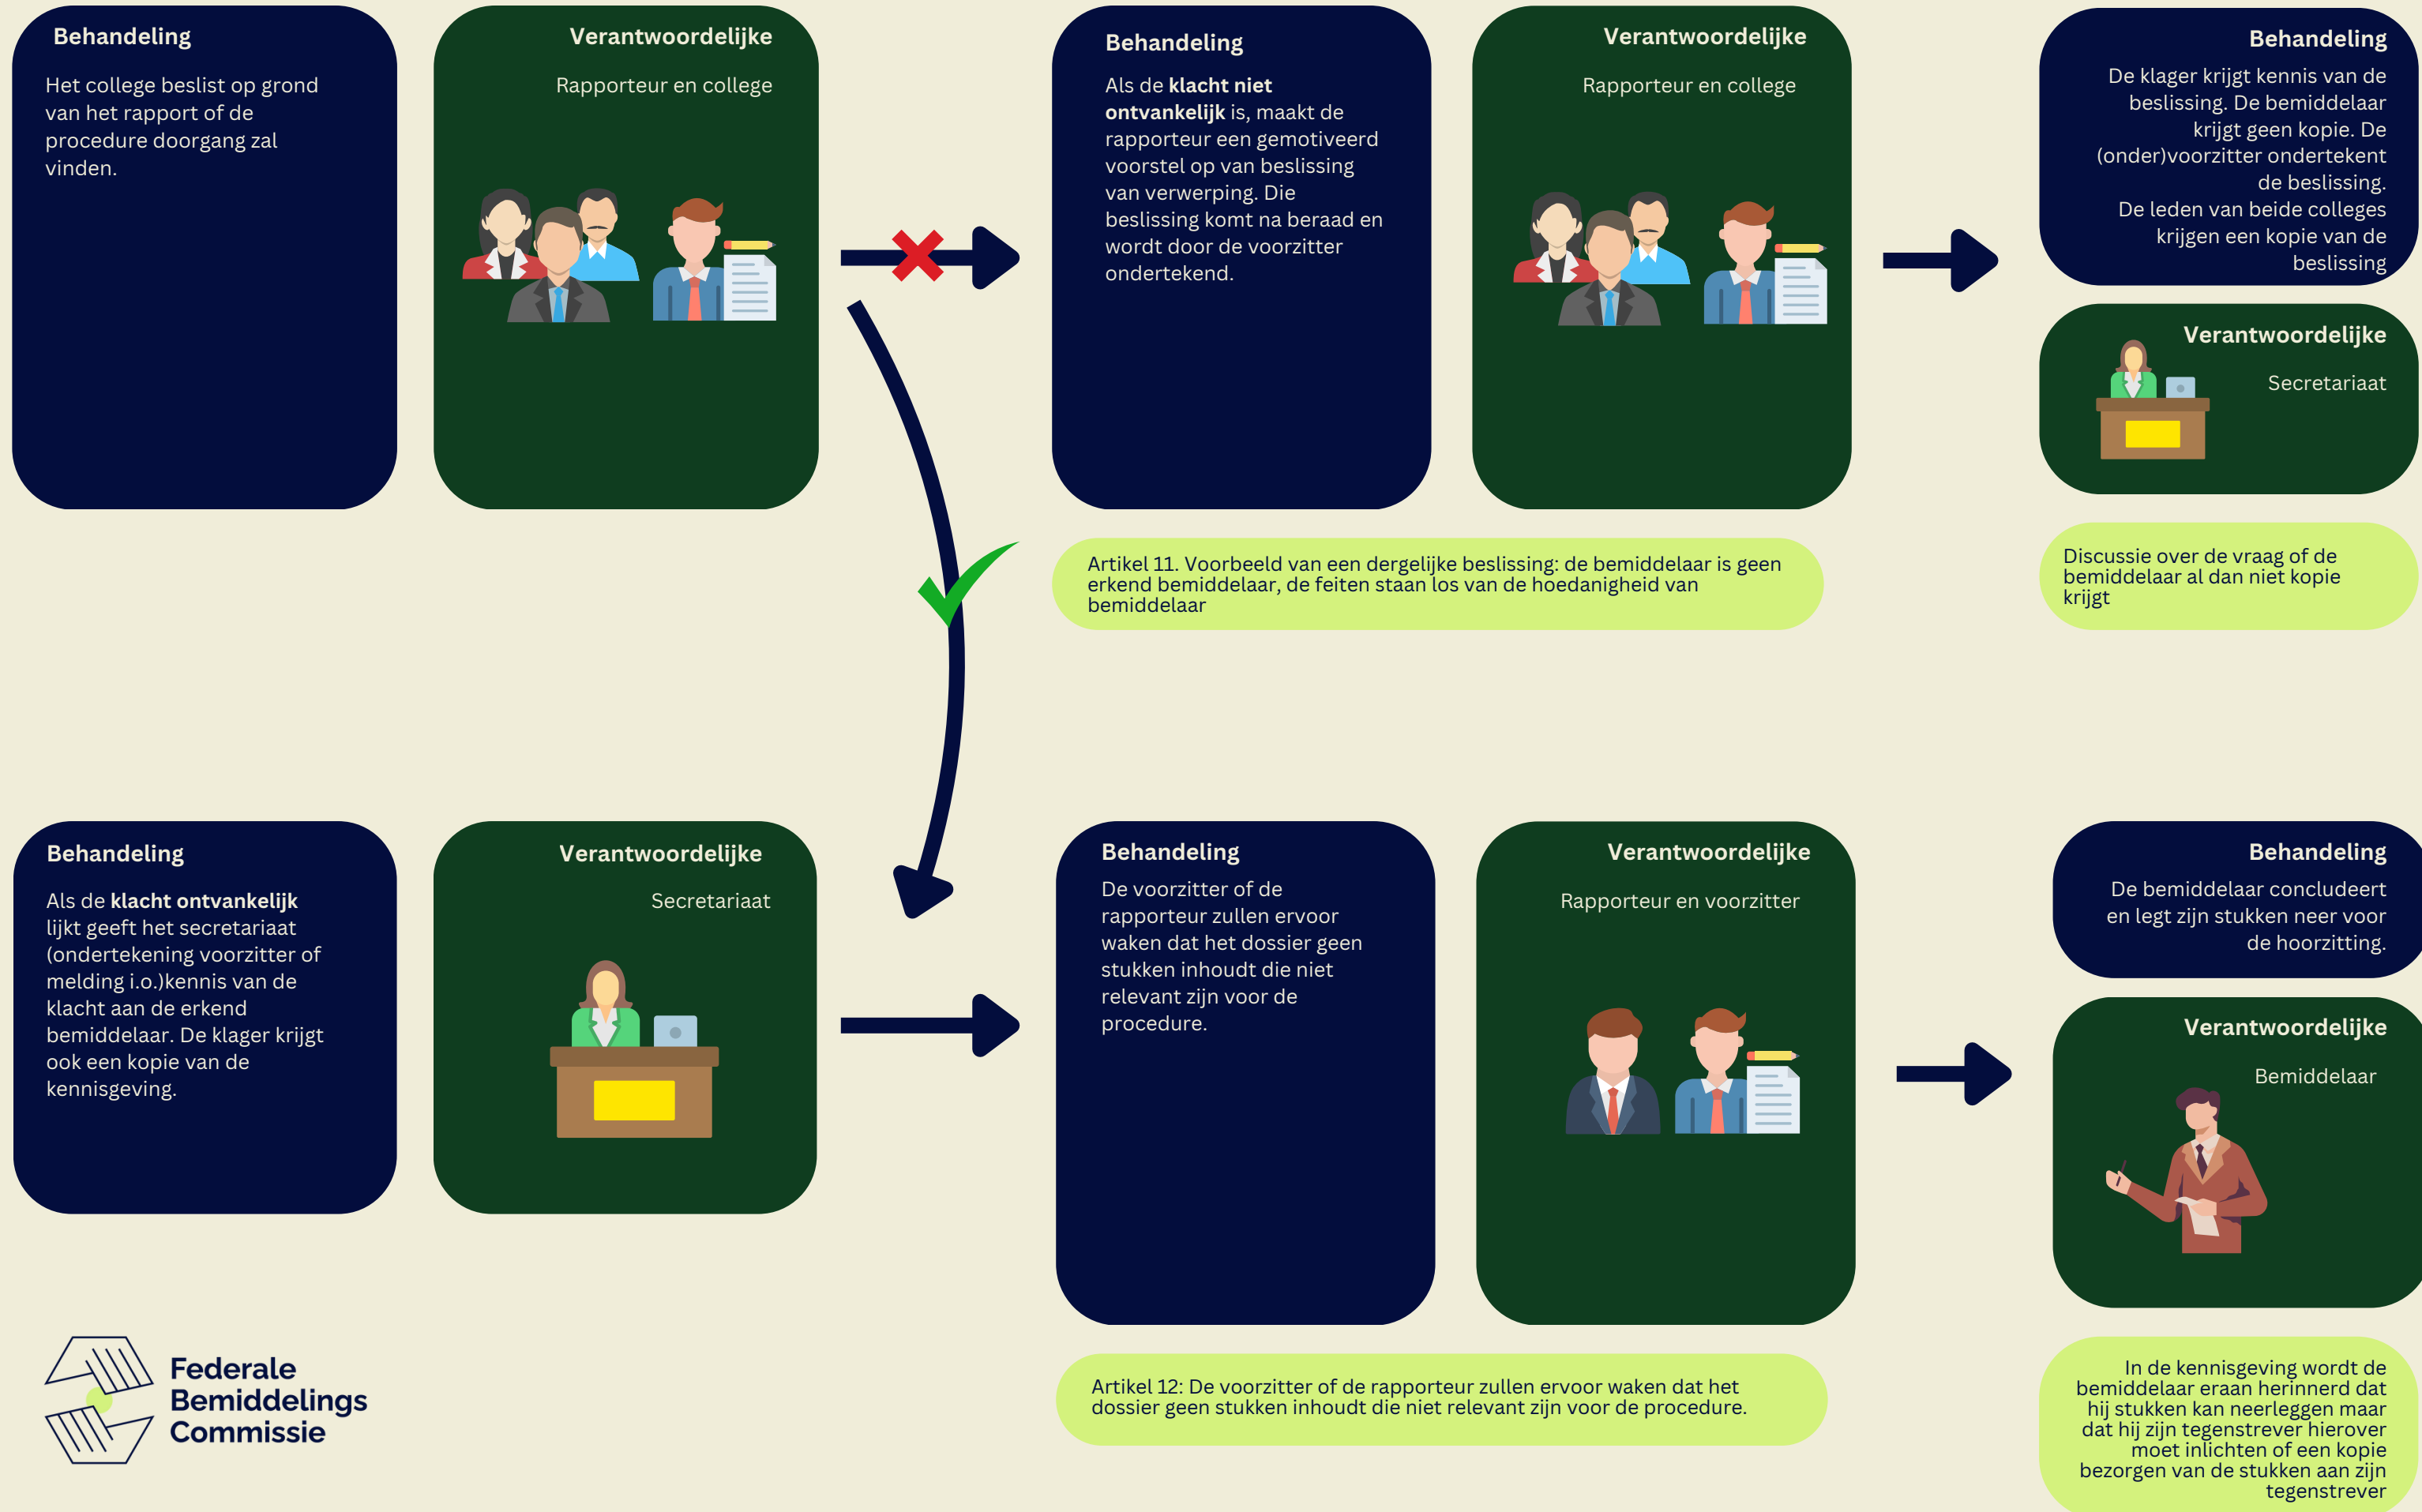 Behandeling
Het college beslist op grond
van het rapport of de
procedure doorgang zal
vinden.
Verantwoordelijke
Rapporteur en college
Behandeling
Als de klacht niet
ontvankelijk is, maakt de
rapporteur een gemotiveerd
voorstel op van beslissing
van verwerping. Die
beslissing komt na beraad en
wordt door de voorzitter
ondertekend.
Verantwoordelijke
Rapporteur en college
Artikel 11. Voorbeeld van een dergelijke beslissing: de bemiddelaar is geen
erkend bemiddelaar, de feiten staan los van de hoedanigheid van
bemiddelaar
Behandeling
De klager krijgt kennis van de
beslissing. De bemiddelaar
krijgt geen kopie. De
(onder)voorzitter ondertekent
de beslissing.
De leden van beide colleges
krijgen een kopie van de
beslissing
Verantwoordelijke
Secretariaat
Discussie over de vraag of de
bemiddelaar al dan niet kopie
krijgt
Behandeling
Als de klacht ontvankelijk
lijkt geeft het secretariaat
(ondertekening voorzitter of
melding i.o.)kennis van de
klacht aan de erkend
bemiddelaar. De klager krijgt
ook een kopie van de
kennisgeving.
Verantwoordelijke
Secretariaat
Behandeling
De voorzitter of de
rapporteur zullen ervoor
waken dat het dossier geen
stukken inhoudt die niet
relevant zijn voor de
procedure.
Verantwoordelijke
Rapporteur en voorzitter
Artikel 12: De voorzitter of de rapporteur zullen ervoor waken dat het
dossier geen stukken inhoudt die niet relevant zijn voor de procedure.
Behandeling
De bemiddelaar concludeert
en legt zijn stukken neer voor
de hoorzitting.
Verantwoordelijke
Bemiddelaar
In de kennisgeving wordt de
bemiddelaar eraan herinnerd dat
hij stukken kan neerleggen maar
dat hij zijn tegenstrever hierover
moet inlichten of een kopie
bezorgen van de stukken aan zijn
tegenstrever
Federale
Bemiddelings
Commissie